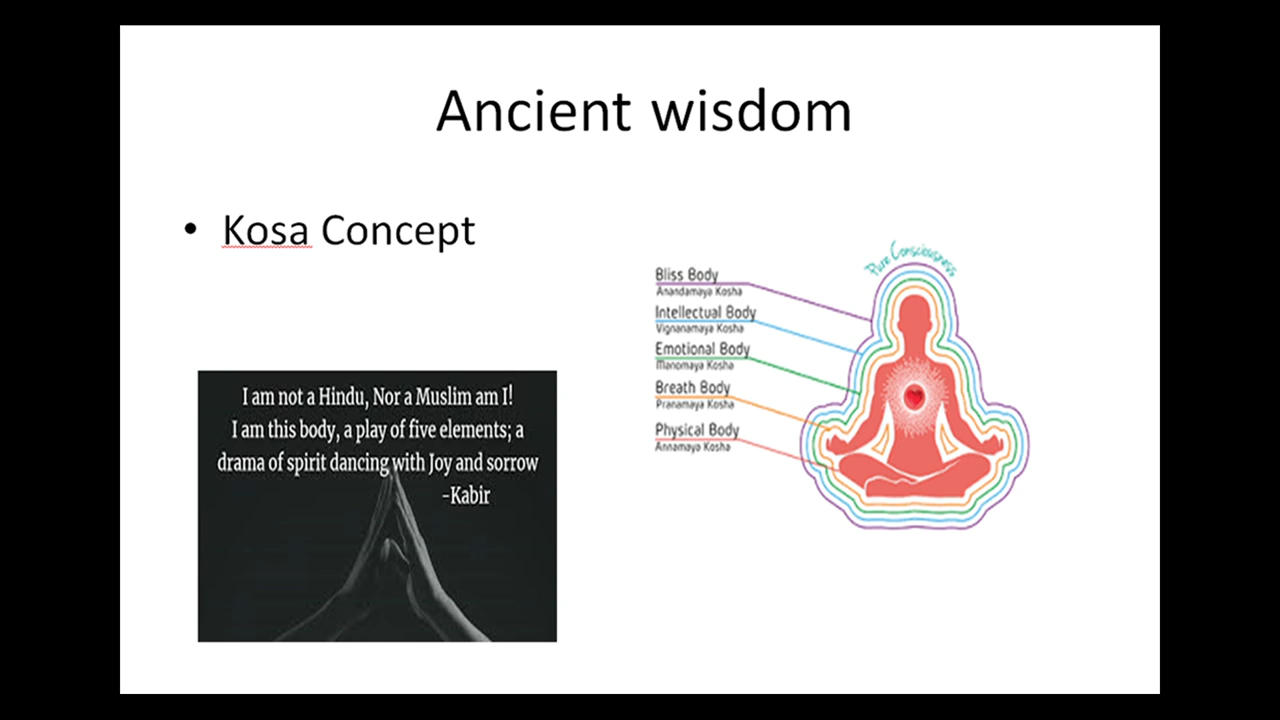 Ancient wisdom
• Kosa Concept
I am not a Hindu, Nor a Muslim am I!
I am this body, a play of five elements; a
drama of spirit dancing with Joy and sorrow
-Kabir
Pure Consciousness
Bliss Body
Anandamaya Kosha
Intellectual Body
Vignanamaya Kosha
Emotional Body
Manomaya Kosha
Breath Body
Pranamaya Kosha
Physical Body
Annamaya Kosha